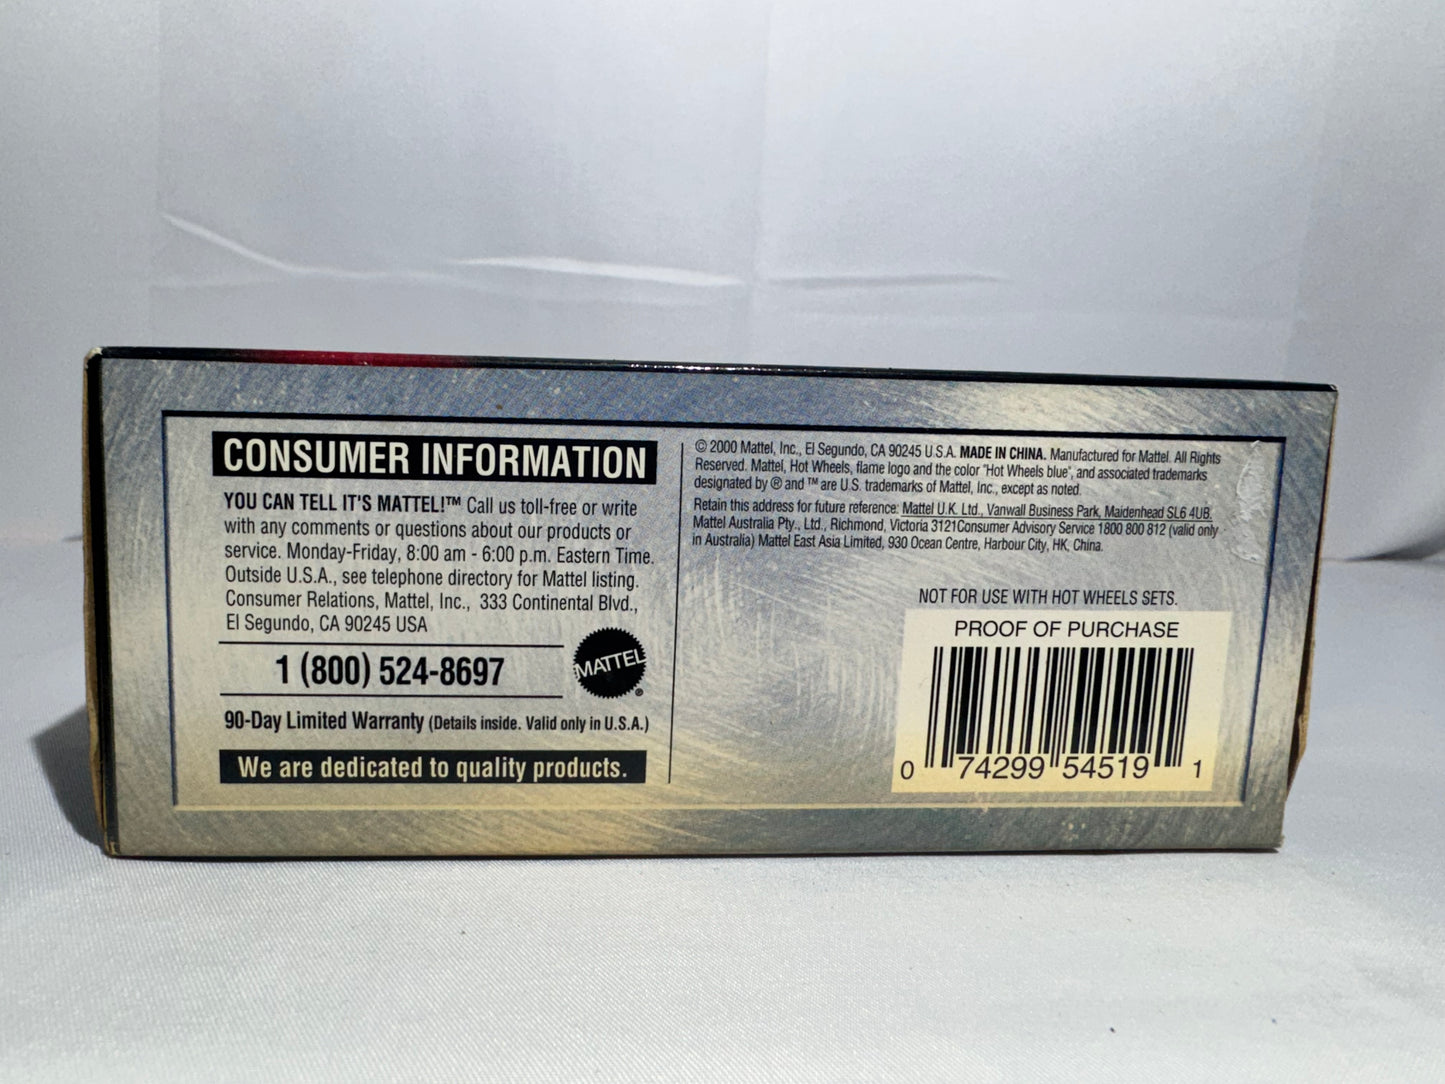 CONSUMER INFORMATION
YOU CAN TELL IT'S MATTEL!™ Call us toll-free or write
with any comments or questions about our products or
service. Monday-Friday, 8:00 am - 6:00 p.m. Eastern Time.
Outside U.S.A., see telephone directory for Mattel listing.
Consumer Relations, Mattel, Inc., 333 Continental Blvd.,
El Segundo, CA 90245 USA
1 (800) 524-8697
MATTEL®
90-Day Limited Warranty (Details inside. Valid only in U.S.A.)
We are dedicated to quality products.
© 2000 Mattel, Inc., El Segundo, CA 90245 U.S.A. MADE IN CHINA. Manufactured for Mattel. All Rights
Reserved. Mattel, Hot Wheels, flame logo and the color "Hot Wheels blue", and associated trademarks
designated by ® and ™ are U.S. trademarks of Mattel, Inc., except as noted.
Retain this address for future reference: Mattel U.K. Ltd., Vanwall Business Park, Maidenhead SL6 4UB.
Mattel Australia Pty., Ltd., Richmond, Victoria 3121Consumer Advisory Service 1800 800 812 (valid only
in Australia) Mattel East Asia Limited, 930 Ocean Centre, Harbour City, HK, China.
NOT FOR USE WITH HOT WHEELS SETS.
PROOF OF PURCHASE
0 74299 54519 1